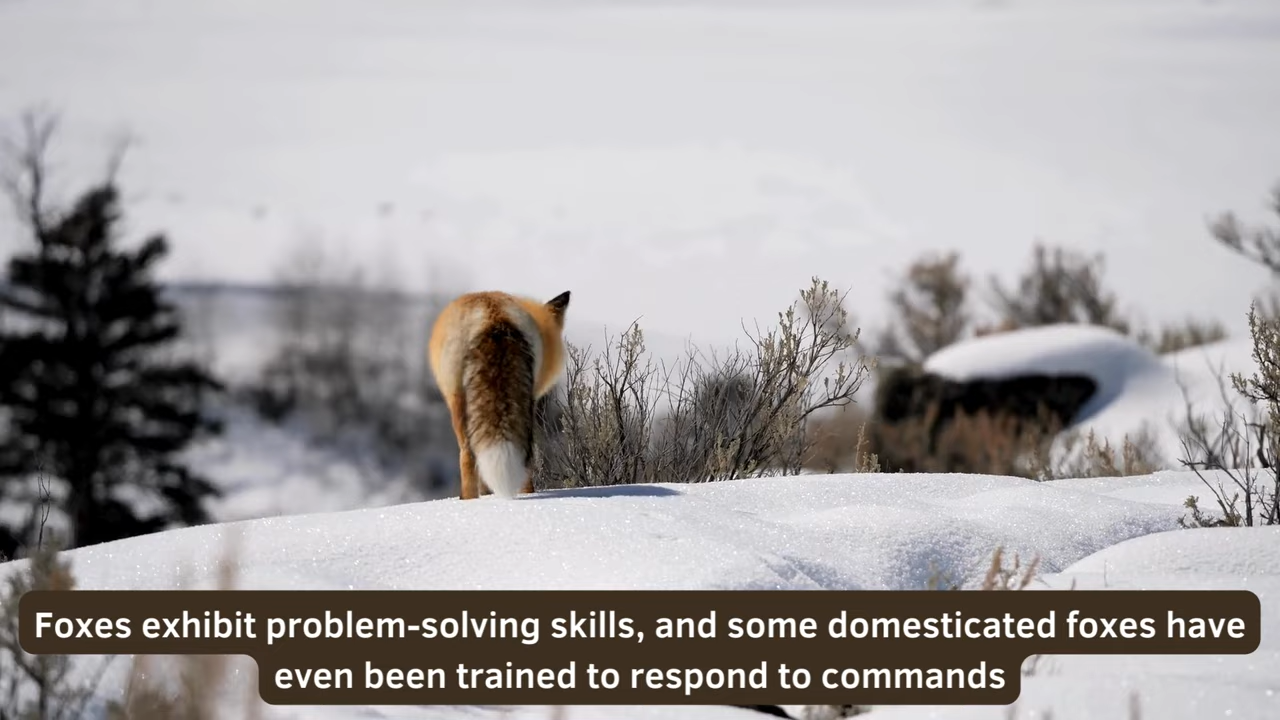 Foxes exhibit problem-solving skills, and some domesticated foxes have
even been trained to respond to commands